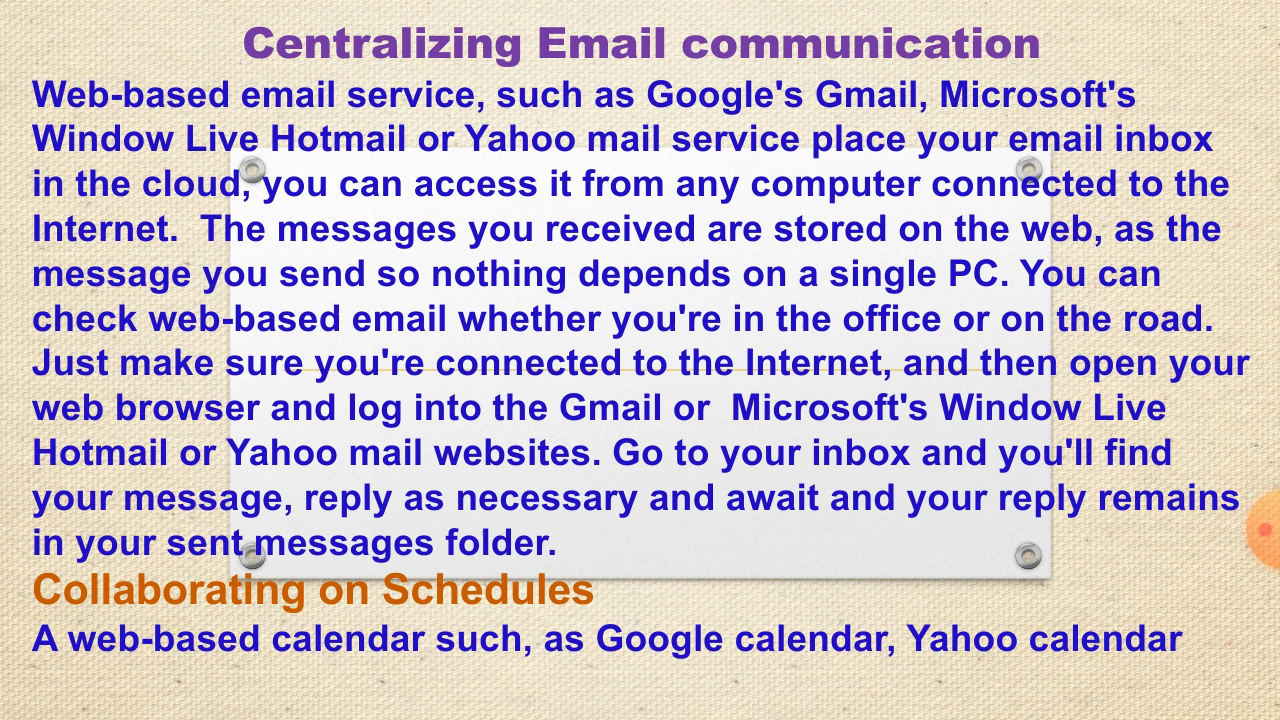 Centralizing Email communication
Web-based email service, such as Google's Gmail, Microsoft's
Window Live Hotmail or Yahoo mail service place your email inbox
in the cloud, you can access it from any computer connected to the
Internet.  The messages you received are stored on the web, as the
message you send so nothing depends on a single PC. You can
check web-based email whether you're in the office or on the road.
Just make sure you're connected to the Internet, and then open your
web browser and log into the Gmail or  Microsoft's Window Live
Hotmail or Yahoo mail websites. Go to your inbox and you'll find
your message, reply as necessary and await and your reply remains
in your sent messages folder.
Collaborating on Schedules
A web-based calendar such, as Google calendar, Yahoo calendar